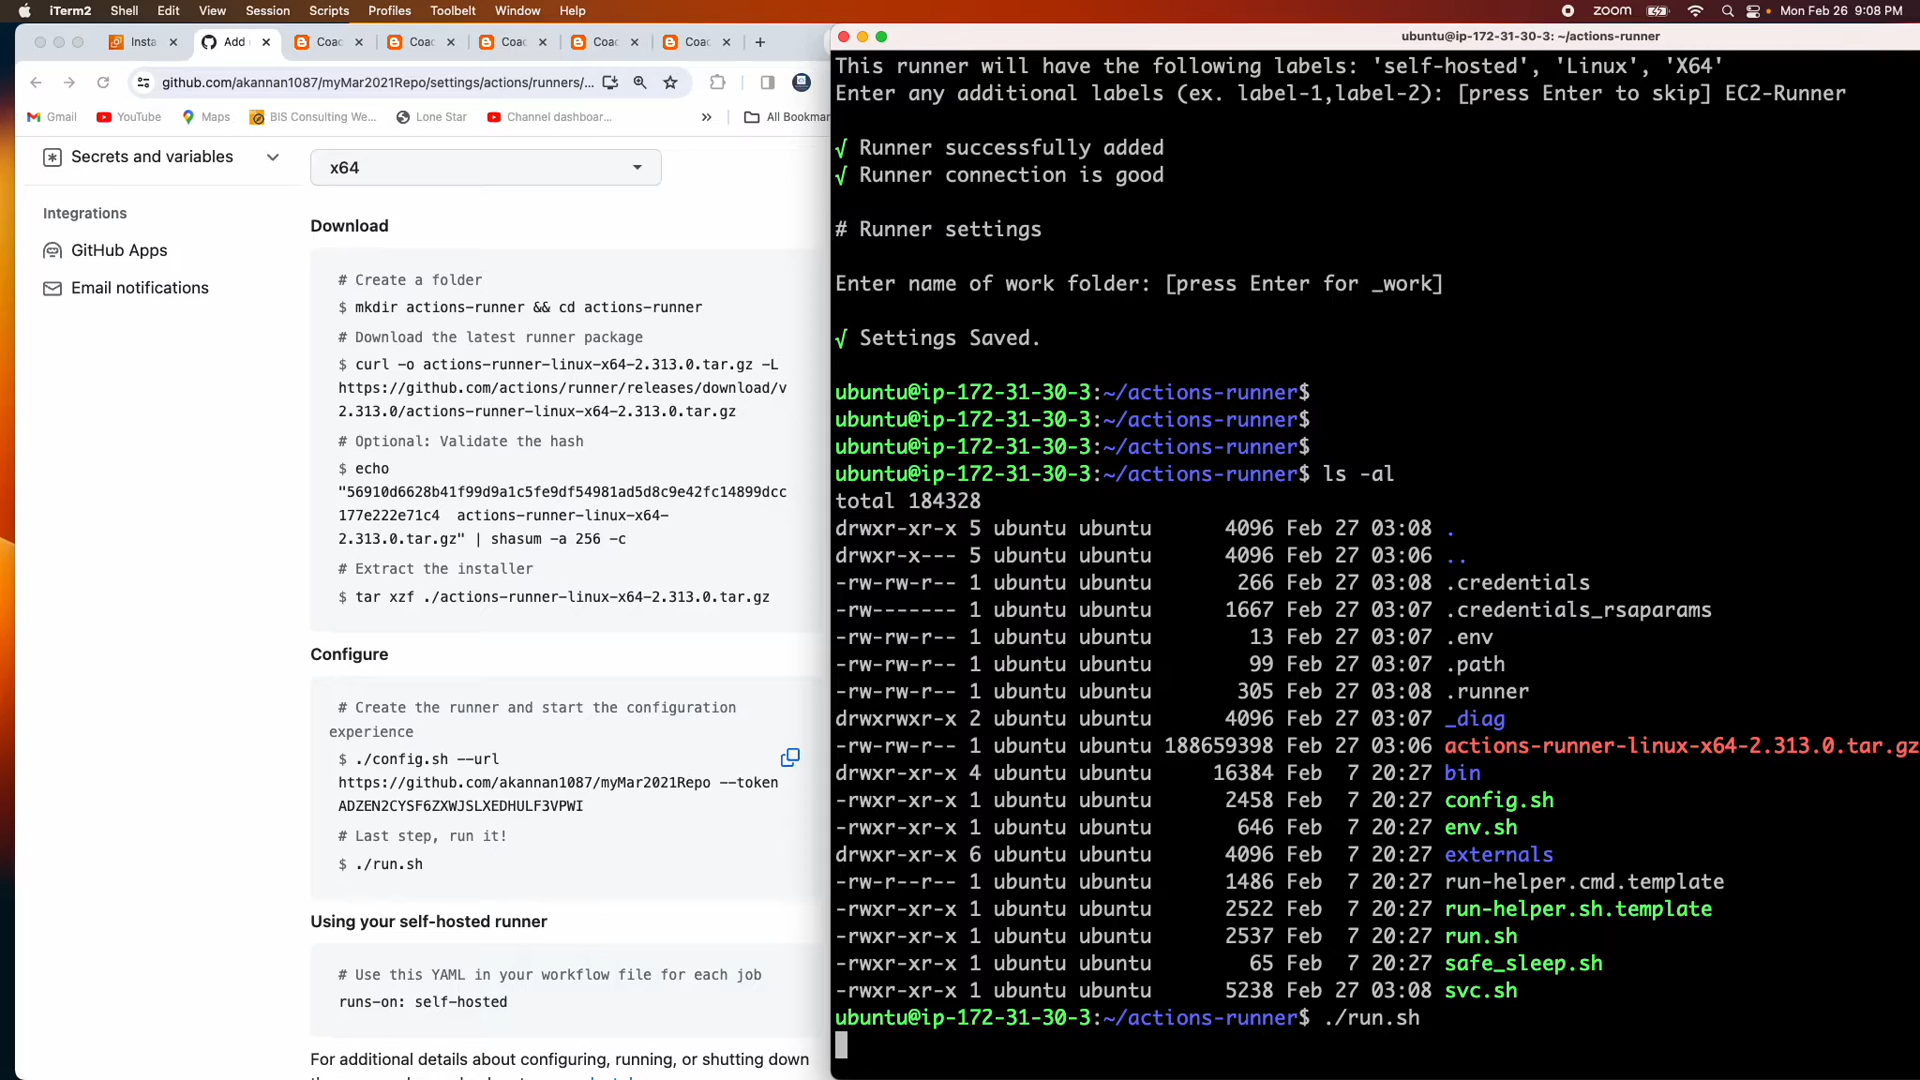 iTerm2 Shell Edit View Session Scripts Profiles Toolbelt Window Help zoom Mon Feb 26 9:08 PM
Insta Add Coac Coac Coac Coac Coac
github.com/akannan1087/myMar2021Repo/settings/actions/runners/...
Gmail YouTube Maps BIS Consulting We... Lone Star Channel dashboar... » All Bookmar
Secrets and variables
Integrations
GitHub Apps
Email notifications
x64
Download
# Create a folder
$ mkdir actions-runner && cd actions-runner
# Download the latest runner package
$ curl -o actions-runner-linux-x64-2.313.0.tar.gz -L
https://github.com/actions/runner/releases/download/v
2.313.0/actions-runner-linux-x64-2.313.0.tar.gz
# Optional: Validate the hash
$ echo
"56910d6628b41f99d9a1c5fe9df54981ad5d8c9e42fc14899dcc
177e222e71c4  actions-runner-linux-x64-
2.313.0.tar.gz" | shasum -a 256 -c
# Extract the installer
$ tar xzf ./actions-runner-linux-x64-2.313.0.tar.gz
Configure
# Create the runner and start the configuration
experience
$ ./config.sh --url
https://github.com/akannan1087/myMar2021Repo --token
ADZEN2CYSF6ZXWJSLXEDHULF3VPWI
# Last step, run it!
$ ./run.sh
Using your self-hosted runner
# Use this YAML in your workflow file for each job
runs-on: self-hosted
For additional details about configuring, running, or shutting down
ubuntu@ip-172-31-30-3: ~/actions-runner
This runner will have the following labels: 'self-hosted', 'Linux', 'X64'
Enter any additional labels (ex. label-1,label-2): [press Enter to skip] EC2-Runner
√ Runner successfully added
√ Runner connection is good
# Runner settings
Enter name of work folder: [press Enter for _work]
√ Settings Saved.
ubuntu@ip-172-31-30-3:~/actions-runner$
ubuntu@ip-172-31-30-3:~/actions-runner$
ubuntu@ip-172-31-30-3:~/actions-runner$
ubuntu@ip-172-31-30-3:~/actions-runner$ ls -al
total 184328
drwxr-xr-x 5 ubuntu ubuntu      4096 Feb 27 03:08 .
drwxr-x--- 5 ubuntu ubuntu      4096 Feb 27 03:06 ..
-rw-rw-r-- 1 ubuntu ubuntu       266 Feb 27 03:08 .credentials
-rw------- 1 ubuntu ubuntu      1667 Feb 27 03:07 .credentials_rsaparams
-rw-rw-r-- 1 ubuntu ubuntu        13 Feb 27 03:07 .env
-rw-rw-r-- 1 ubuntu ubuntu        99 Feb 27 03:07 .path
-rw-rw-r-- 1 ubuntu ubuntu       305 Feb 27 03:08 .runner
drwxrwxr-x 2 ubuntu ubuntu      4096 Feb 27 03:07 _diag
-rw-rw-r-- 1 ubuntu ubuntu 188659398 Feb 27 03:06 actions-runner-linux-x64-2.313.0.tar.gz
drwxr-xr-x 4 ubuntu ubuntu     16384 Feb  7 20:27 bin
-rwxr-xr-x 1 ubuntu ubuntu      2458 Feb  7 20:27 config.sh
-rwxr-xr-x 1 ubuntu ubuntu       646 Feb  7 20:27 env.sh
drwxr-xr-x 6 ubuntu ubuntu      4096 Feb  7 20:27 externals
-rw-r--r-- 1 ubuntu ubuntu      1486 Feb  7 20:27 run-helper.cmd.template
-rwxr-xr-x 1 ubuntu ubuntu      2522 Feb  7 20:27 run-helper.sh.template
-rwxr-xr-x 1 ubuntu ubuntu      2537 Feb  7 20:27 run.sh
-rwxr-xr-x 1 ubuntu ubuntu        65 Feb  7 20:27 safe_sleep.sh
-rwxr-xr-x 1 ubuntu ubuntu      5238 Feb 27 03:08 svc.sh
ubuntu@ip-172-31-30-3:~/actions-runner$ ./run.sh